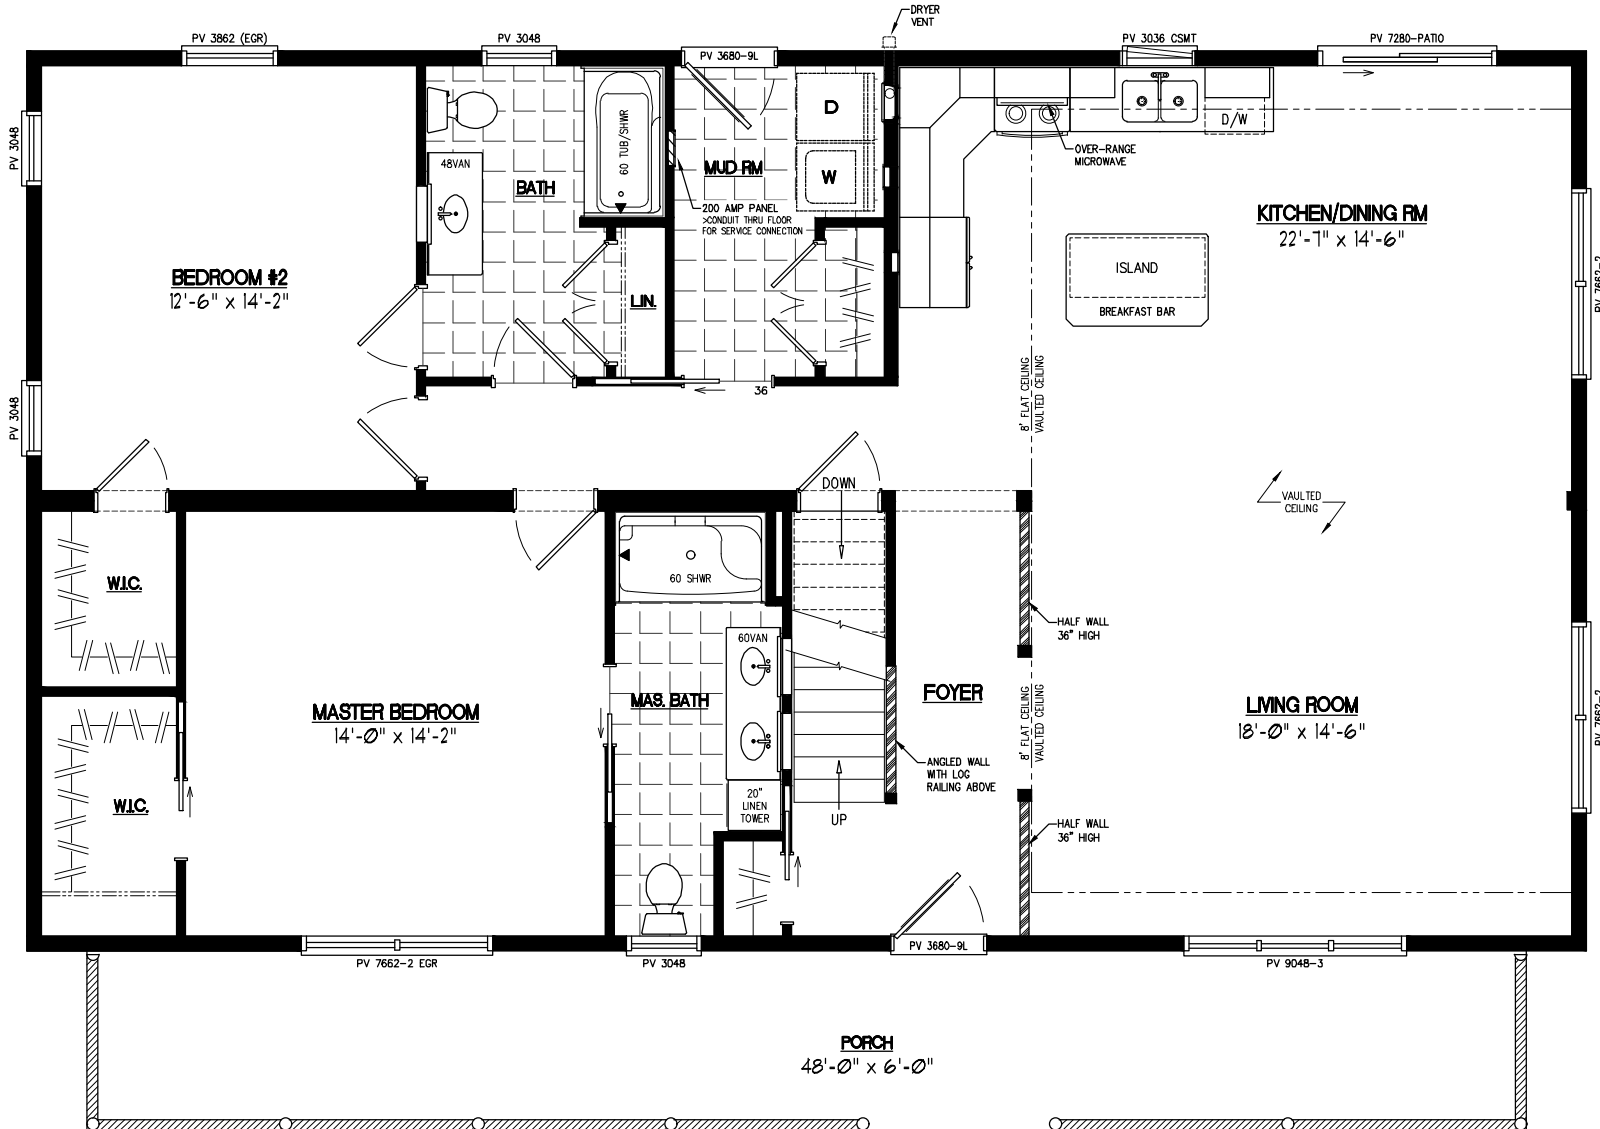 DRYER
VENT
PV 3862 (EGR)
PV 3048
PV 3680-9L
PV 3036 CSMT
PV 7280-PATIO
PV 3048
48VAN
BATH
60 TUB/SHWR
MUD RM
D
W
200 AMP PANEL
>CONDUIT THRU FLOOR
FOR SERVICE CONNECTION
D/W
OVER-RANGE
MICROWAVE
KITCHEN/DINING RM
22'-7" x 14'-6"
ISLAND
BREAKFAST BAR
BEDROOM #2
12'-6" x 14'-2"
LIN.
PV 7662-2
8' FLAT CEILING
VAULTED CEILING
PV 3048
36
DOWN
VAULTED
CEILING
W.I.C.
60 SHWR
60VAN
HALF WALL
36" HIGH
MAS. BATH
FOYER
MASTER BEDROOM
14'-0" x 14'-2"
8' FLAT CEILING
VAULTED CEILING
LIVING ROOM
18'-0" x 14'-6"
PV 7662-2
ANGLED WALL
WITH LOG
RAILING ABOVE
W.I.C.
20"
LINEN
TOWER
UP
HALF WALL
36" HIGH
PV 7662-2 EGR
PV 3048
PV 3680-9L
PV 9048-3
PORCH
48'-0" x 6'-0"